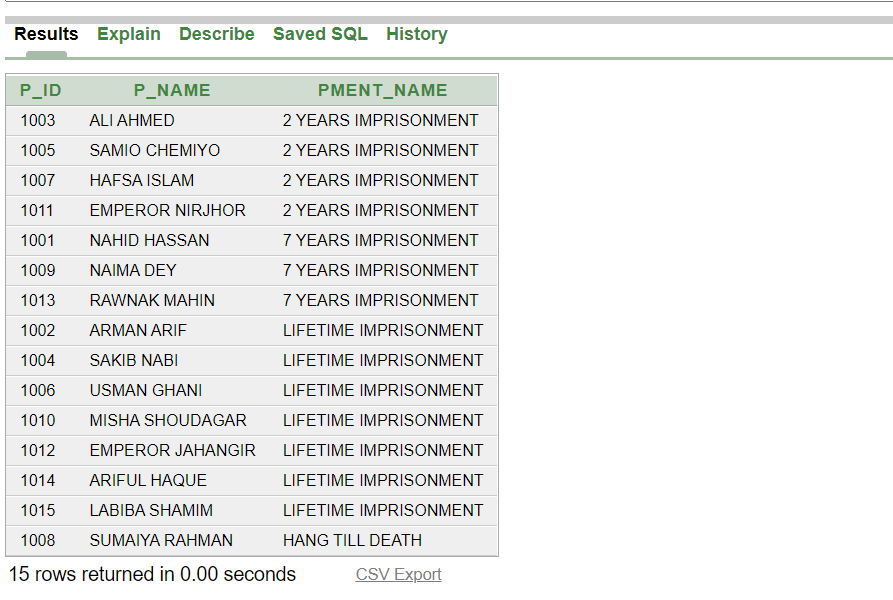 Results Explain Describe Saved SQL History
P_ID P_NAME PMENT_NAME
1003 ALI AHMED 2 YEARS IMPRISONMENT
1005 SAMIO CHEMIYO 2 YEARS IMPRISONMENT
1007 HAFSA ISLAM 2 YEARS IMPRISONMENT
1011 EMPEROR NIRJHOR 2 YEARS IMPRISONMENT
1001 NAHID HASSAN 7 YEARS IMPRISONMENT
1009 NAIMA DEY 7 YEARS IMPRISONMENT
1013 RAWNAK MAHIN 7 YEARS IMPRISONMENT
1002 ARMAN ARIF LIFETIME IMPRISONMENT
1004 SAKIB NABI LIFETIME IMPRISONMENT
1006 USMAN GHANI LIFETIME IMPRISONMENT
1010 MISHA SHOUDAGAR LIFETIME IMPRISONMENT
1012 EMPEROR JAHANGIR LIFETIME IMPRISONMENT
1014 ARIFUL HAQUE LIFETIME IMPRISONMENT
1015 LABIBA SHAMIM LIFETIME IMPRISONMENT
1008 SUMAIYA RAHMAN HANG TILL DEATH
15 rows returned in 0.00 seconds CSV Export